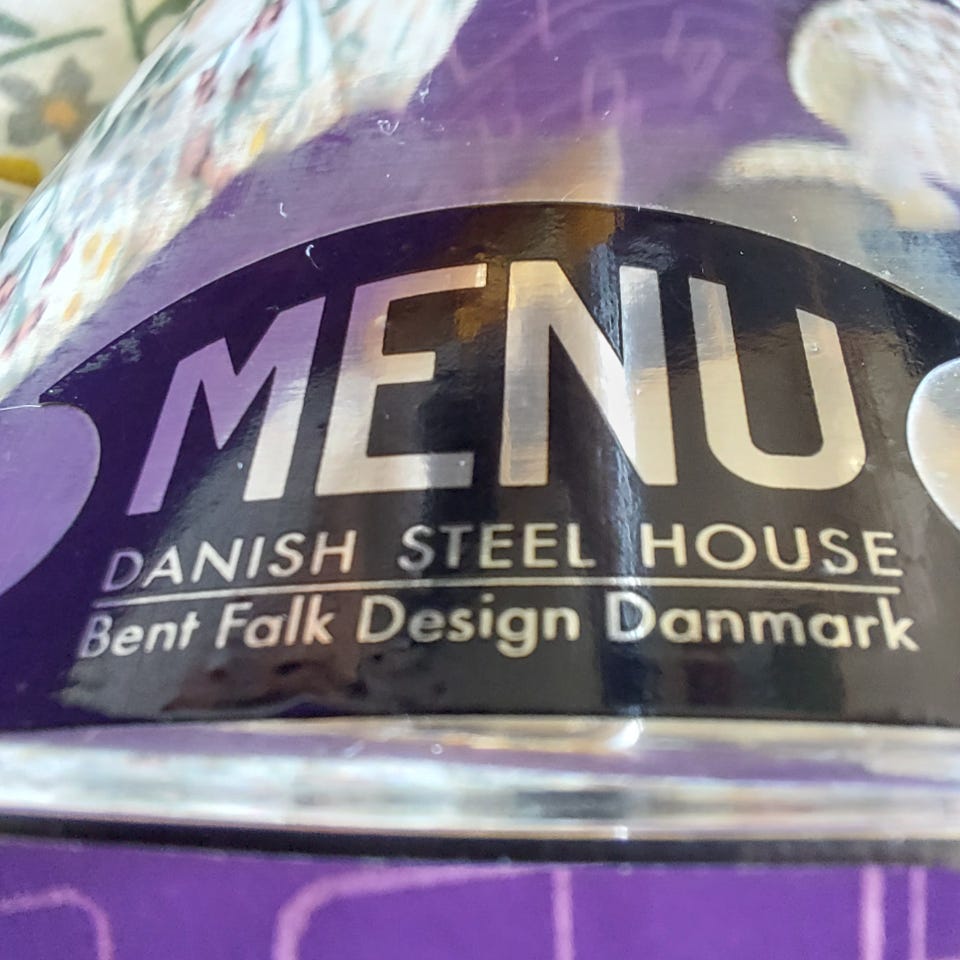 MENU
DANISH STEEL HOUSE
Bent Falk Design Danmark